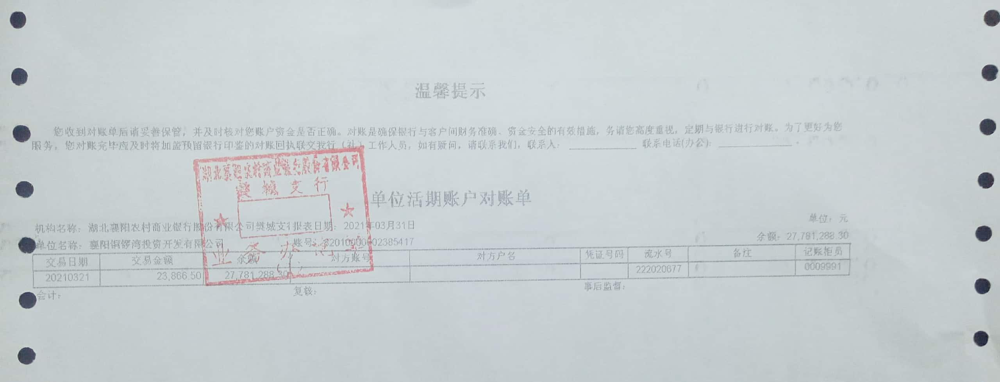 温馨提示
您收到对账单后请妥善保管，并及时核对您账户资金是否正确。对账是确保银行与客户间财务准确、资金安全的有效措施，务请您高度重视，定期与银行进行对账。为了更好为您
服务，您对账完毕应及时将加盖预留银行印鉴的对账回执联交我行（社）工作人员，如有疑问，请联系我们，联系人： 联系电话(办公)：
湖北襄阳农村商业银行股份有限公司
樊城支行
单位活期账户对账单
单位：元
机构名称：湖北襄阳农村商业银行股份有限公司樊城支行报表日期：2021年03月31日
单位名称：襄阳铜锣湾投资开发有限公司 账号：82010000002385417 余额：27,781,288.30
业务办
交易日期 交易金额 余额 对方账号 对方户名 凭证号码 流水号 备注 记账柜员
20210321 23,866.50 27,781,288.30 222020677 0009991
会计： 复核： 事后监督：